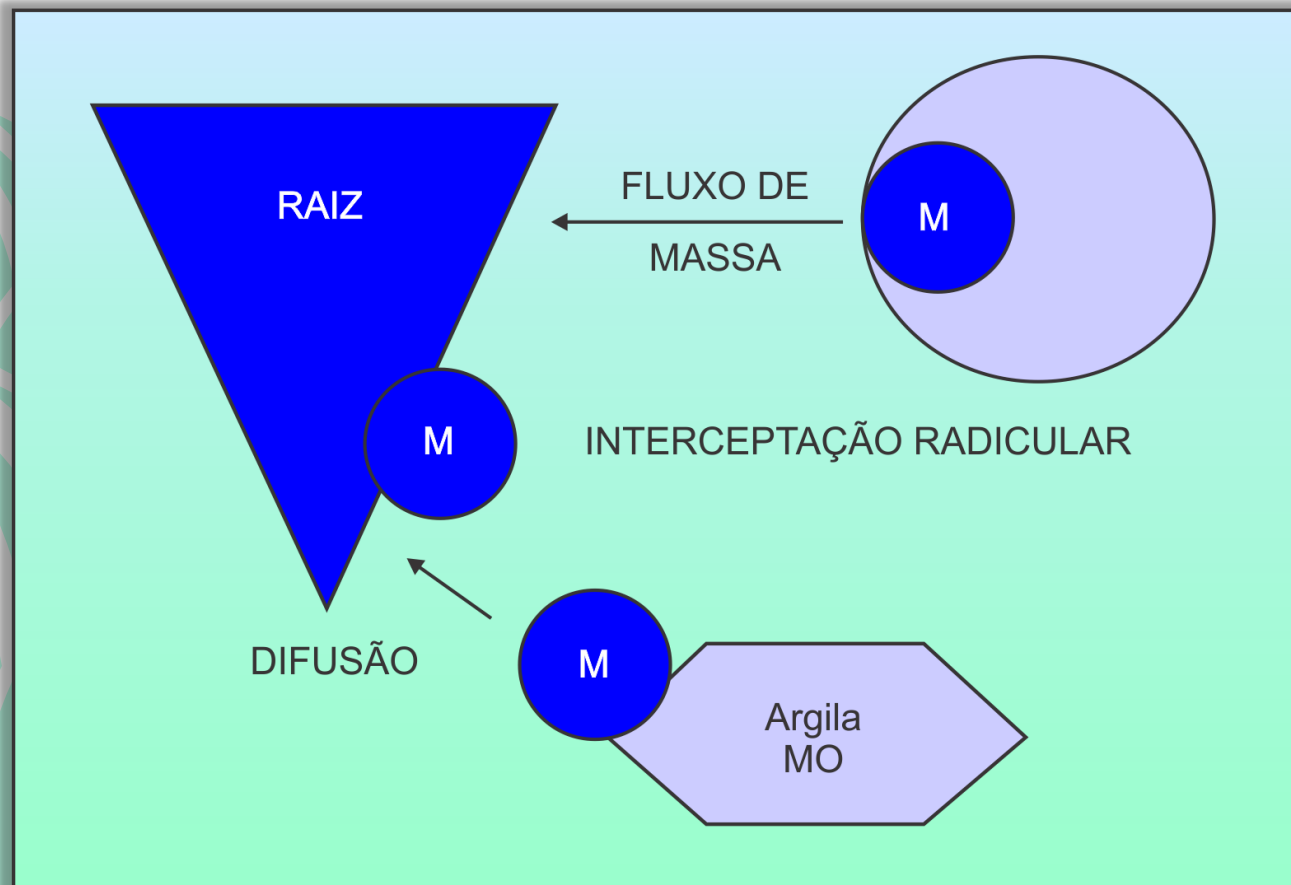 RAIZ
FLUXO DE
MASSA
M
M
INTERCEPTAÇÃO RADICULAR
DIFUSÃO
M
Argila
MO